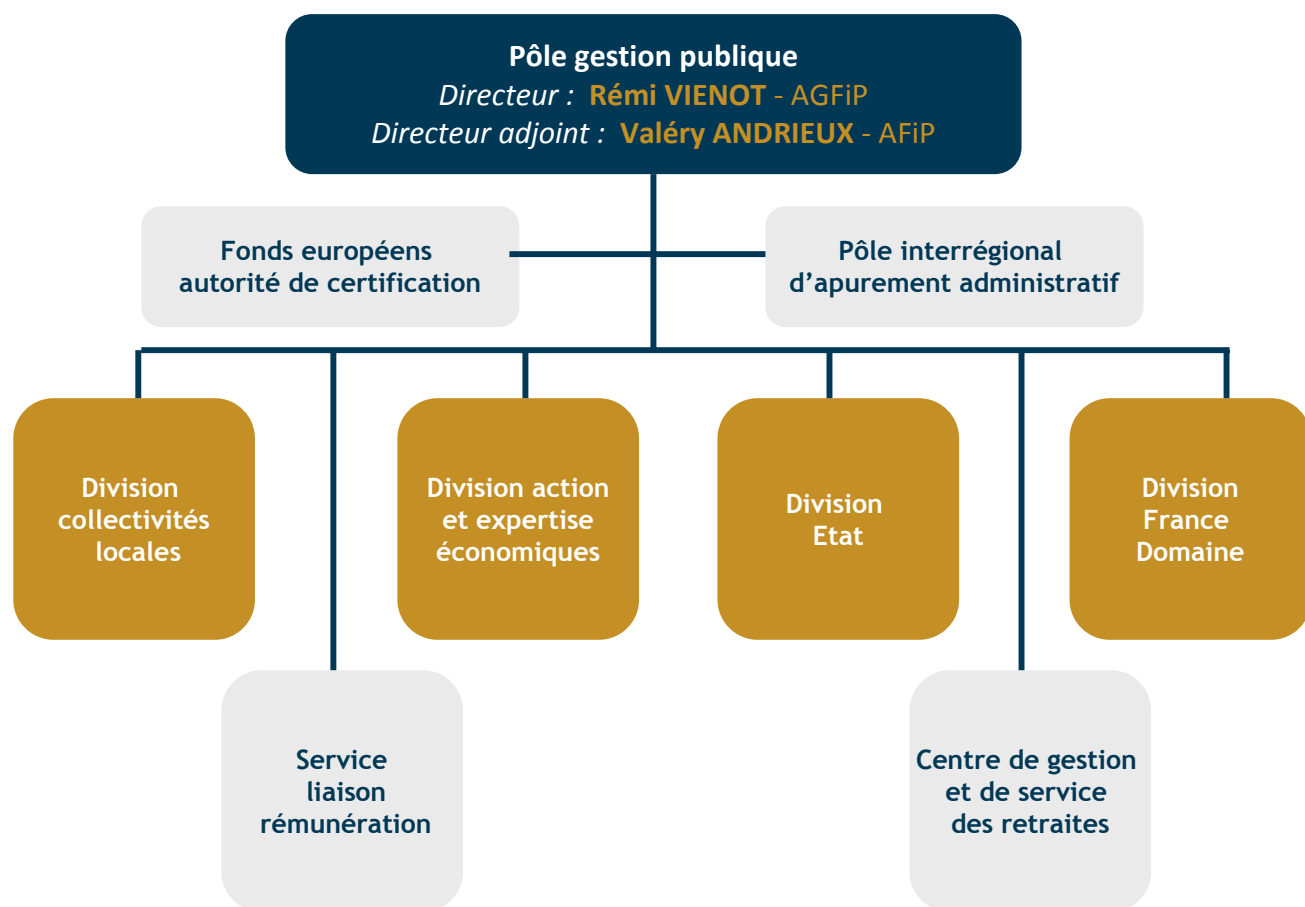 Pôle gestion publique
Directeur : Rémi VIENOT - AGFiP
Directeur adjoint : Valéry ANDRIEUX - AFiP
Fonds européens
autorité de certification
Pôle interrégional
d’apurement administratif
Division
collectivités
locales
Division action
et expertise
économiques
Division
Etat
Division
France
Domaine
Service
liaison
rémunération
Centre de gestion
et de service
des retraites